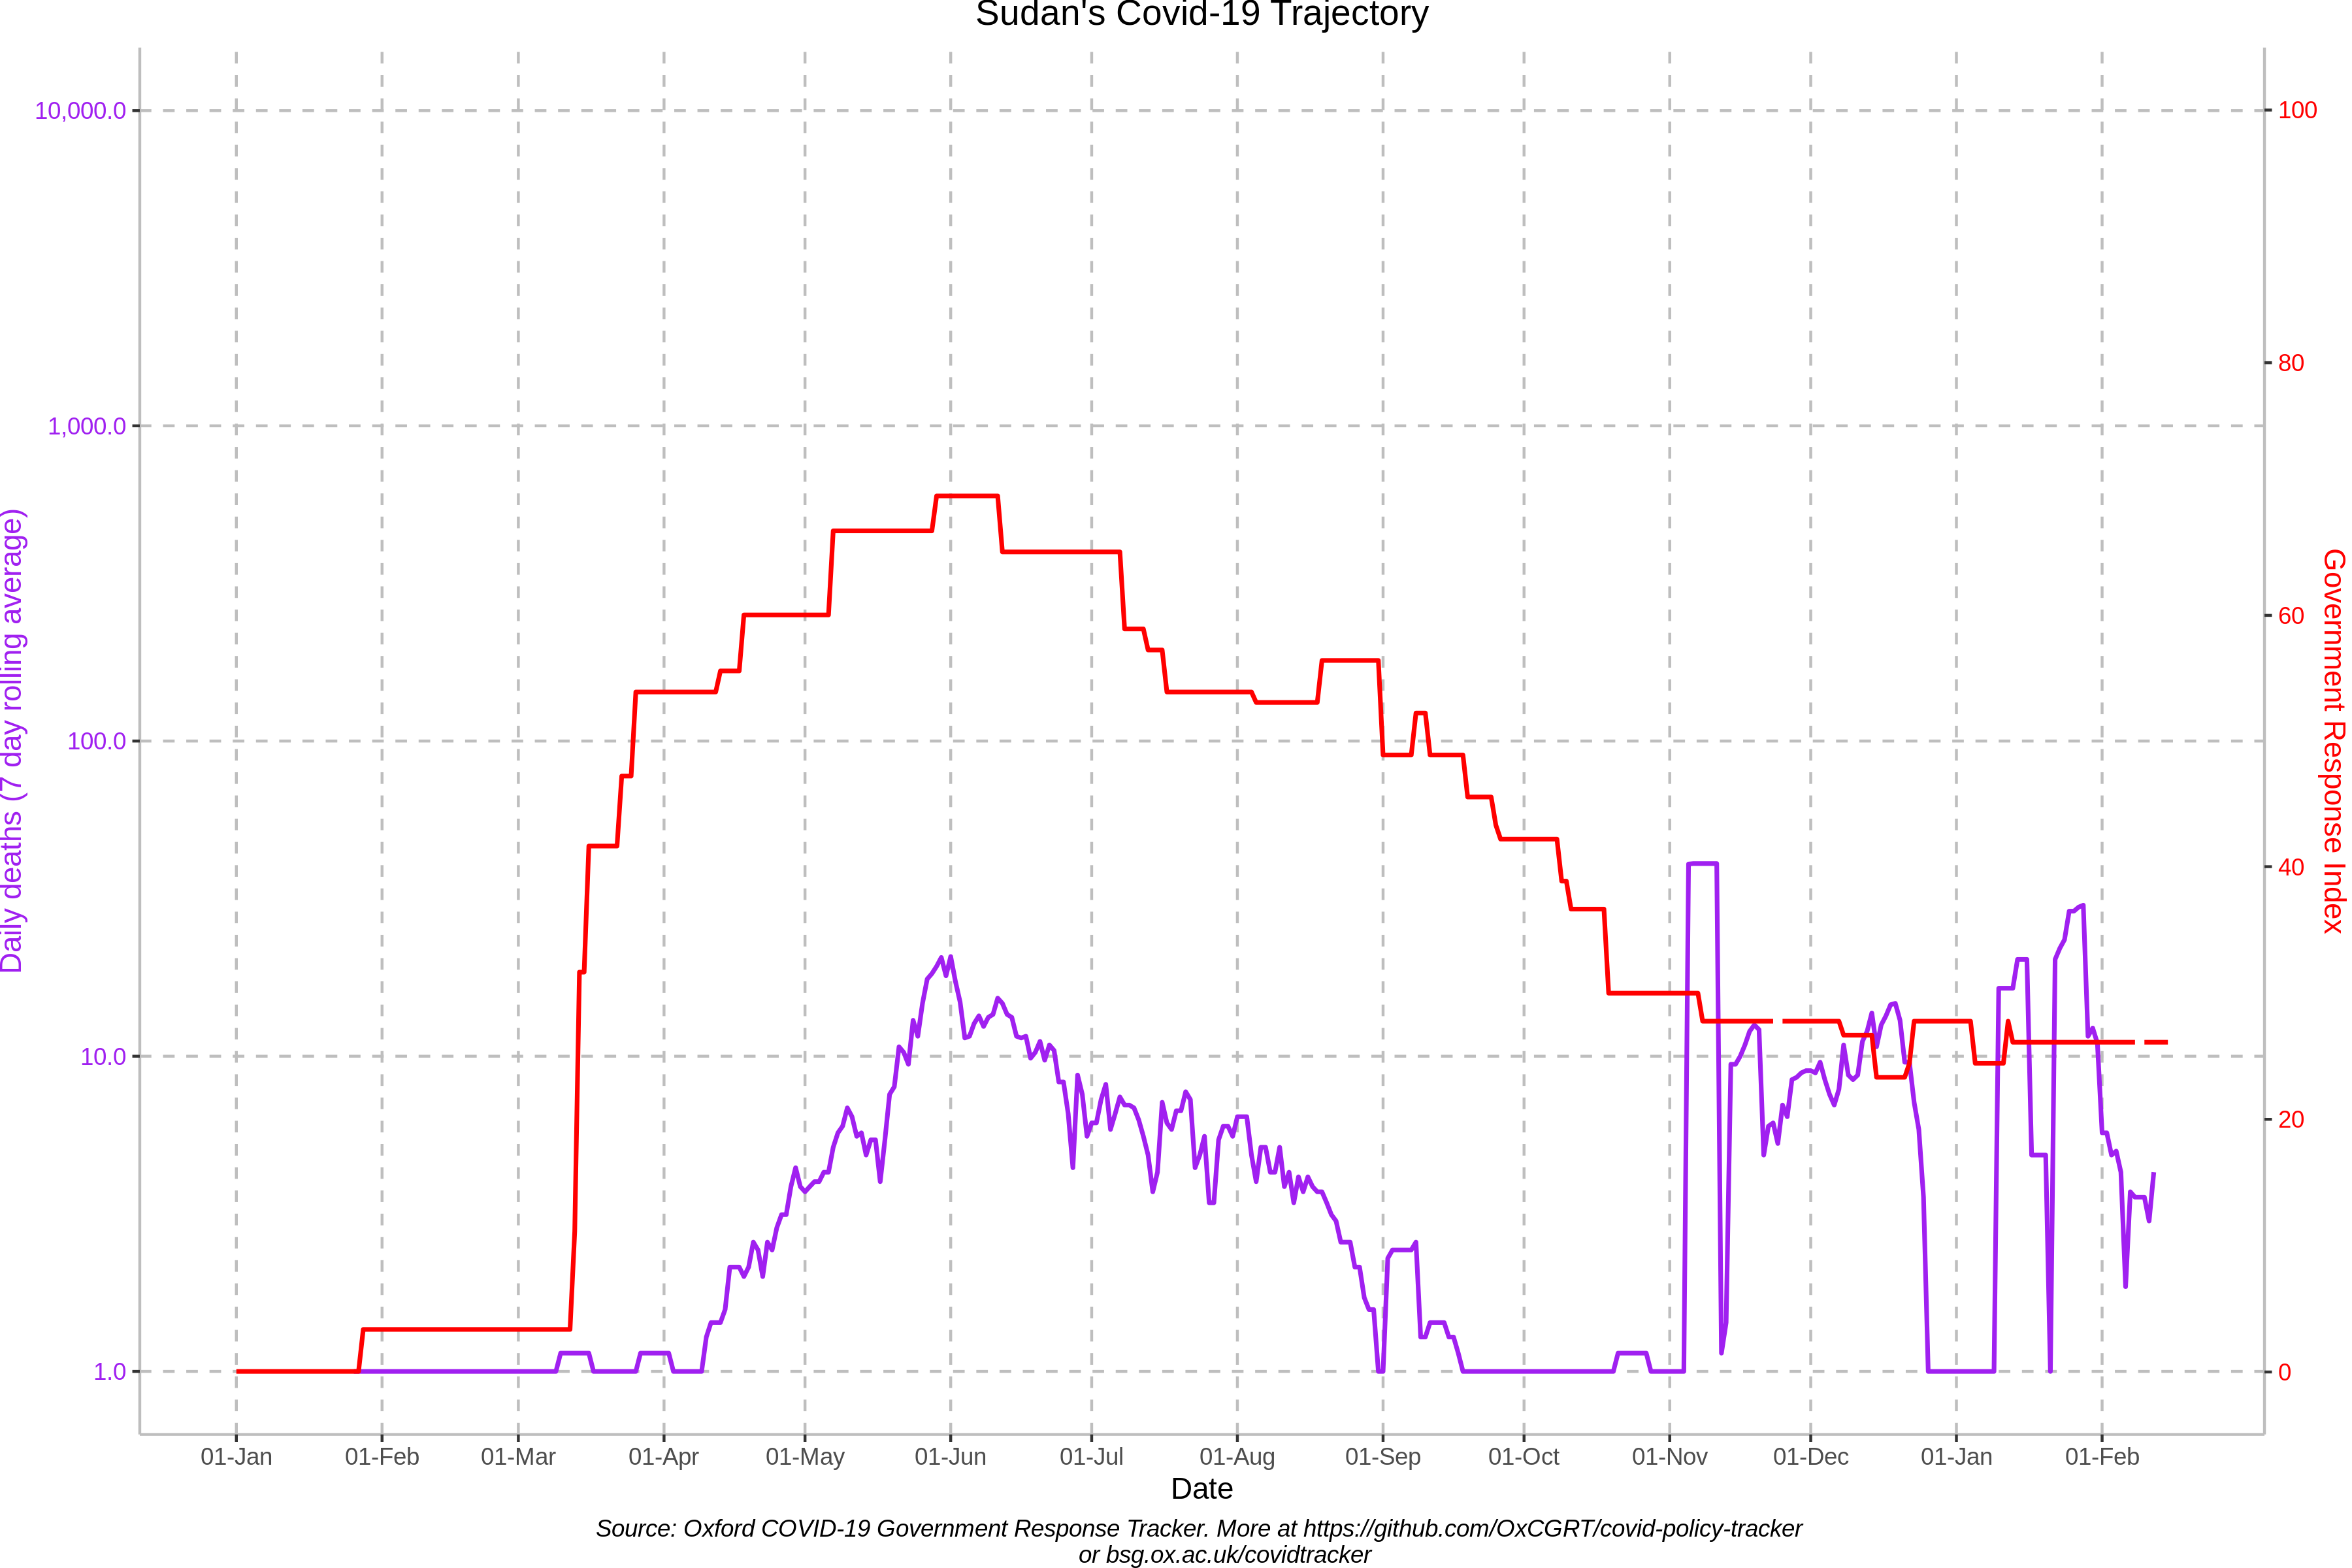 Sudan's Covid-19 Trajectory
10,000.0
1,000.0
100.0
10.0
1.0
Daily deaths (7 day rolling average)
100
80
60
40
20
0
Government Response Index
01-Jan 01-Feb 01-Mar 01-Apr 01-May 01-Jun 01-Jul 01-Aug 01-Sep 01-Oct 01-Nov 01-Dec 01-Jan 01-Feb
Date
Source: Oxford COVID-19 Government Response Tracker. More at https://github.com/OxCGRT/covid-policy-tracker
or bsg.ox.ac.uk/covidtracker